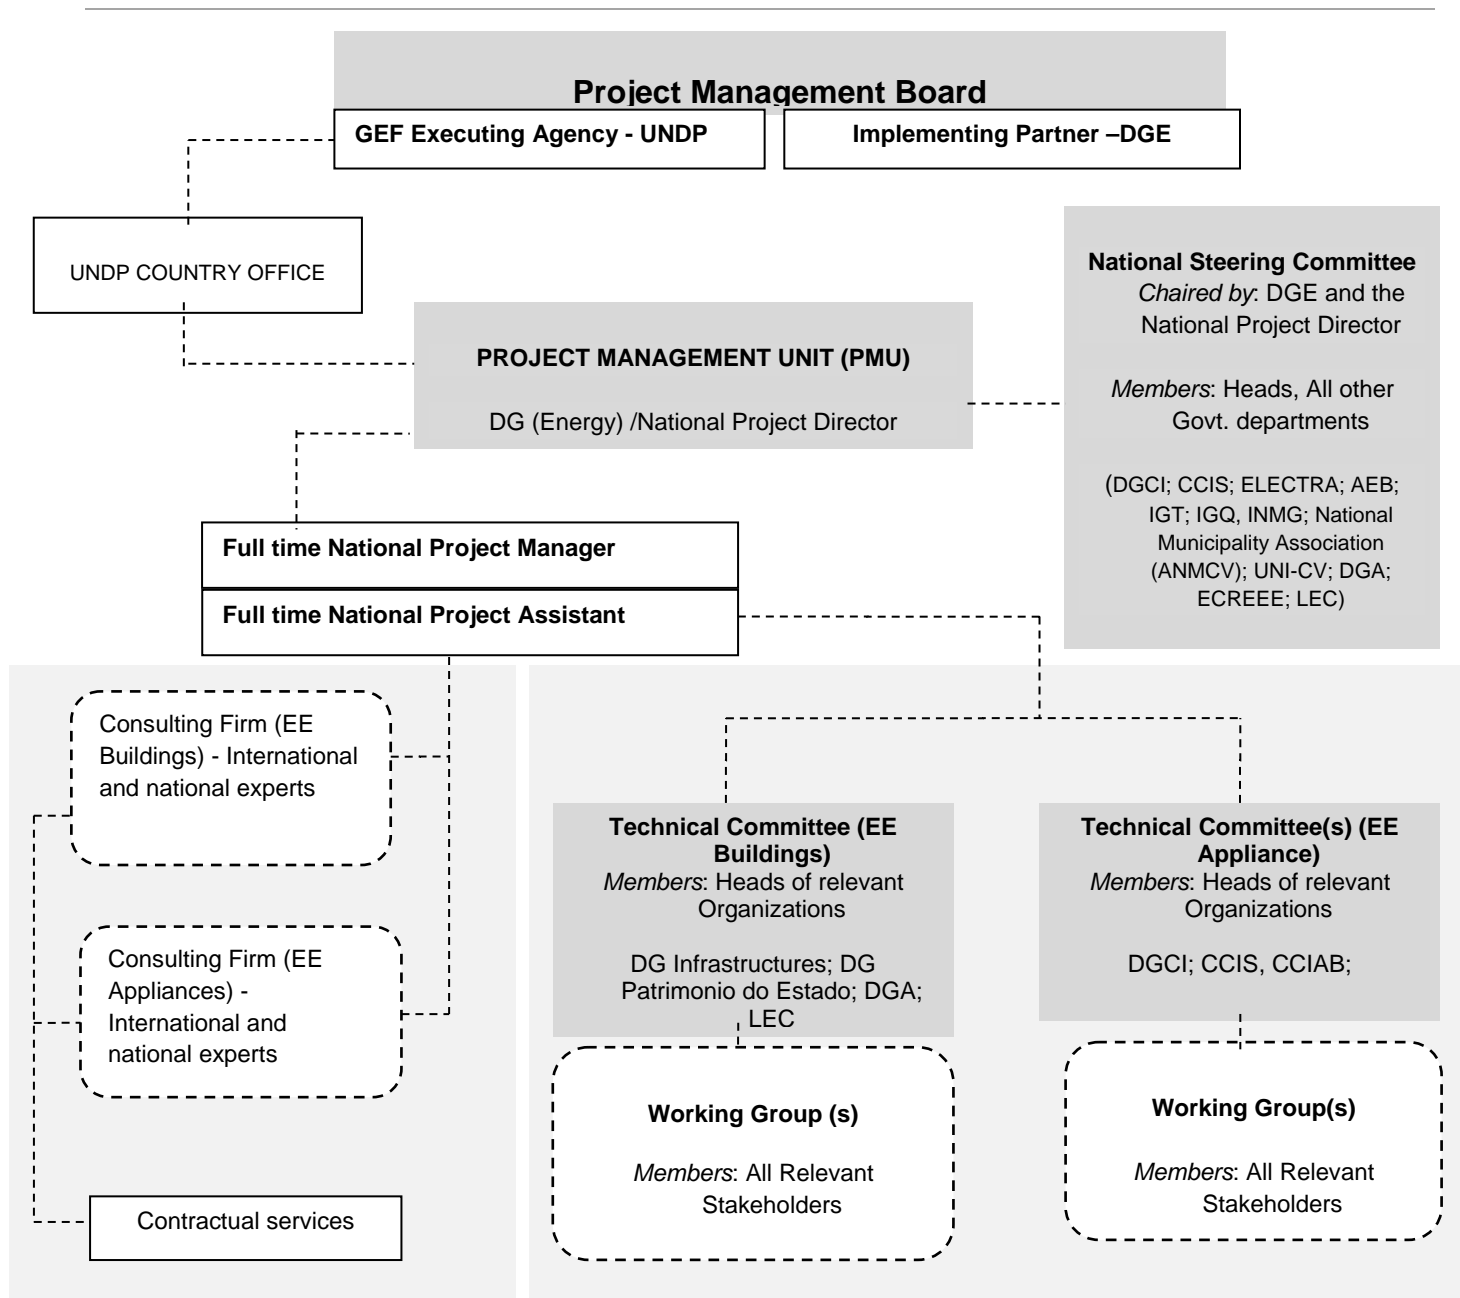 Project Management Board
GEF Executing Agency - UNDP
Implementing Partner –DGE
UNDP COUNTRY OFFICE
National Steering Committee
Chaired by: DGE and the
National Project Director
Members: Heads, All other
Govt. departments
(DGCI; CCIS; ELECTRA; AEB;
IGT; IGQ, INMG; National
Municipality Association
(ANMCV); UNI-CV; DGA;
ECREEE; LEC)
PROJECT MANAGEMENT UNIT (PMU)
DG (Energy) /National Project Director
Full time National Project Manager
Full time National Project Assistant
Consulting Firm (EE
Buildings) - International
and national experts
Consulting Firm (EE
Appliances) -
International and
national experts
Contractual services
Technical Committee (EE
Buildings)
Members: Heads of relevant
Organizations
DG Infrastructures; DG
Patrimonio do Estado; DGA;
LEC
Working Group (s)
Members: All Relevant
Stakeholders
Technical Committee(s) (EE
Appliance)
Members: Heads of relevant
Organizations
DGCI; CCIS, CCIAB;
Working Group(s)
Members: All Relevant
Stakeholders